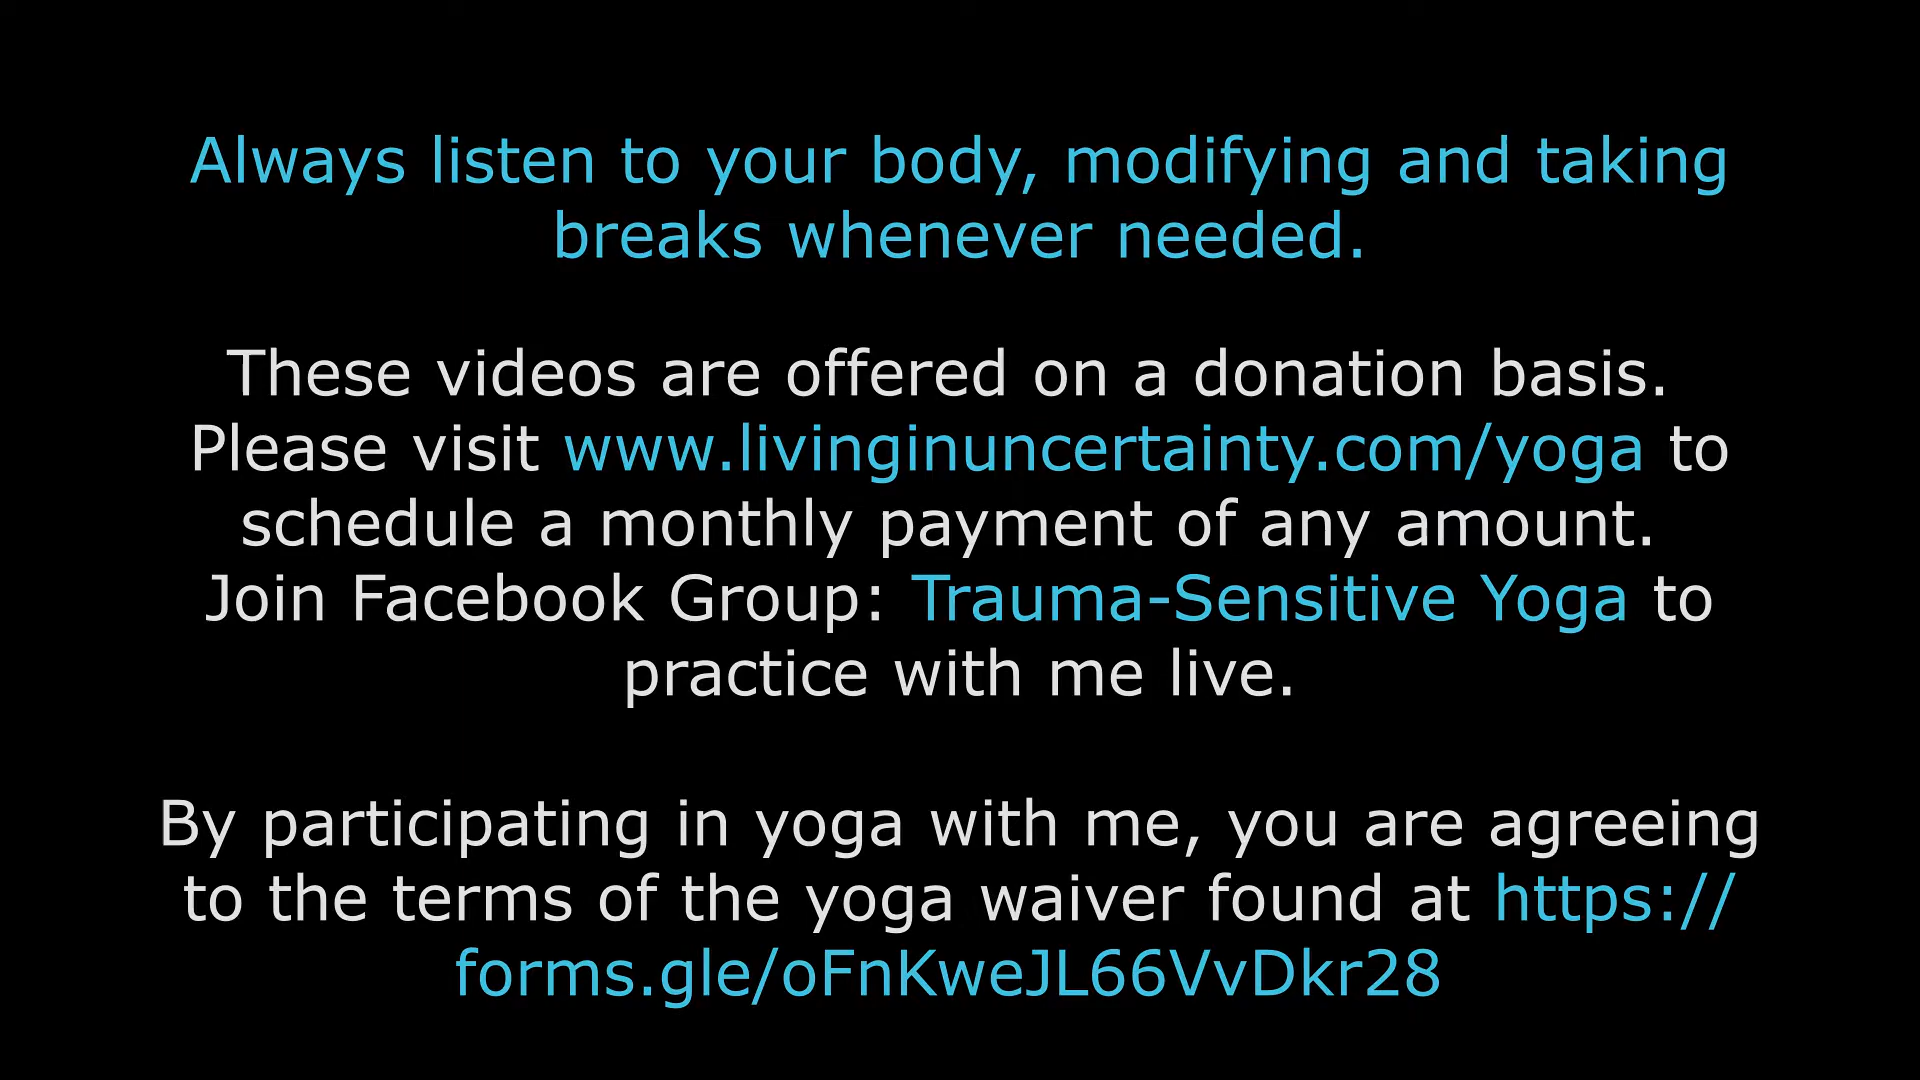 Always listen to your body, modifying and taking
breaks whenever needed.
These videos are offered on a donation basis.
Please visit www.livinginuncertainty.com/yoga to
schedule a monthly payment of any amount.
Join Facebook Group: Trauma-Sensitive Yoga to
practice with me live.
By participating in yoga with me, you are agreeing
to the terms of the yoga waiver found at https://
forms.gle/oFnKweJL66VvDkr28